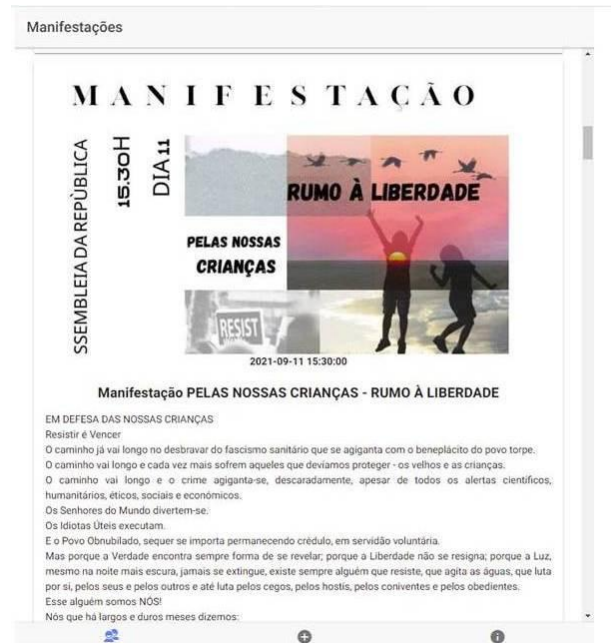 Manifestações
MANIFESTAÇÃO
SSEMBLEIA DA REPÙBLICA
15.30H
DIA 11
RUMO À LIBERDADE
PELAS NOSSAS
CRIANÇAS
RESIST
2021-09-11 15:30:00
Manifestação PELAS NOSSAS CRIANÇAS - RUMO À LIBERDADE
EM DEFESA DAS NOSSAS CRIANÇAS
Resistir é Vencer
O caminho já vai longo no desbravar do fascismo sanitário que se agiganta com o beneplácito do povo torpe.
O caminho vai longo e cada vez mais sofrem aqueles que devíamos proteger - os velhos e as crianças.
O caminho vai longo e o crime agiganta-se, descaradamente, apesar de todos os alertas científicos,
humanitários, éticos, sociais e económicos.
Os Senhores do Mundo divertem-se.
Os Idiotas Úteis executam.
E o Povo Obnubilado, sequer se importa permanecendo crédulo, em servidão voluntária.
Mas porque a Verdade encontra sempre forma de se revelar; porque a Liberdade não se resigna; porque a Luz,
mesmo na noite mais escura, jamais se extingue, existe sempre alguém que resiste, que agita as águas, que luta
por si, pelos seus e pelos outros e até luta pelos cegos, pelos hostis, pelos coniventes e pelos obedientes.
Esse alguém somos NÓS!
Nós que há largos e duros meses dizemos: